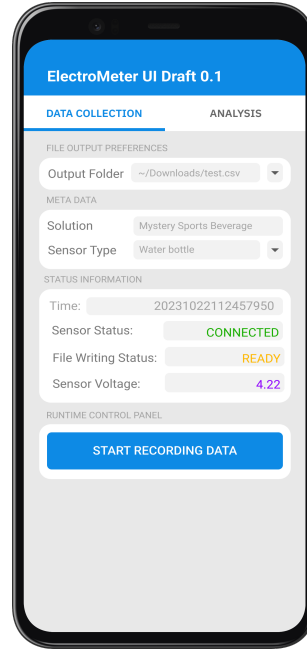 ElectroMeter UI Draft 0.1
DATA COLLECTION ANALYSIS
FILE OUTPUT PREFERENCES
Output Folder ~/Downloads/test.csv
META DATA
Solution Mystery Sports Beverage
Sensor Type Water bottle
STATUS INFORMATION
Time: 20231022112457950
Sensor Status: CONNECTED
File Writing Status: READY
Sensor Voltage: 4.22
RUNTIME CONTROL PANEL
START RECORDING DATA